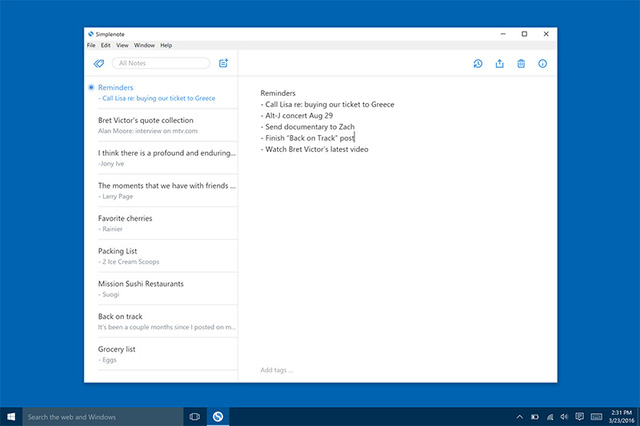 Simplenote
File Edit View Window Help
All Notes
Reminders
- Call Lisa re: buying our ticket to Greece
Bret Victor's quote collection
Alan Moore: interview on mtv.com
I think there is a profound and enduring...
-Jony Ive
The moments that we have with friends ...
- Larry Page
Favorite cherries
- Rainier
Packing List
- 2 Ice Cream Scoops
Mission Sushi Restaurants
- Suogi
Back on track
It's been a couple months since I posted on m...
Grocery list
- Eggs
Reminders
- Call Lisa re: buying our ticket to Greece
- Alt-J concert Aug 29
- Send documentary to Zach
- Finish "Back on Track" post
- Watch Bret Victor's latest video
Add tags ...
Search the web and Windows
2:31 PM
3/23/2016